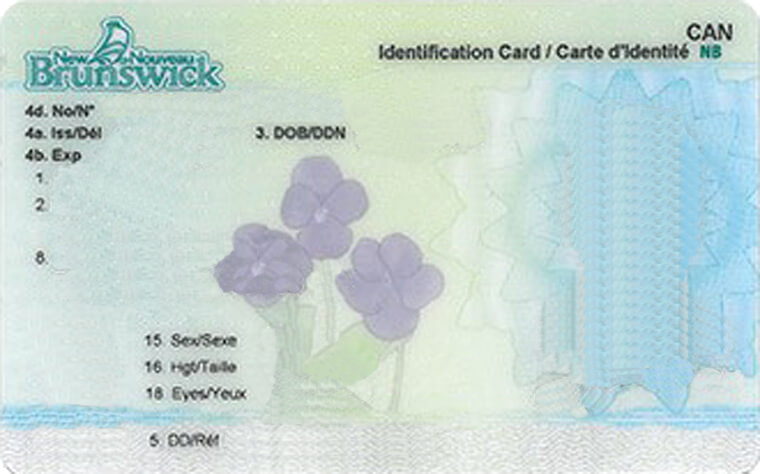 CAN
New Nouveau
Brunswick
Identification Card / Carte d'Identité NB
4d. No/N°
4a. Iss/Dél
3. DOB/DDN
4b. Exp
1.
2.
8.
15. Sex/Sexe
16. Hgt/Taille
18. Eyes/Yeux
5. DD/Réf